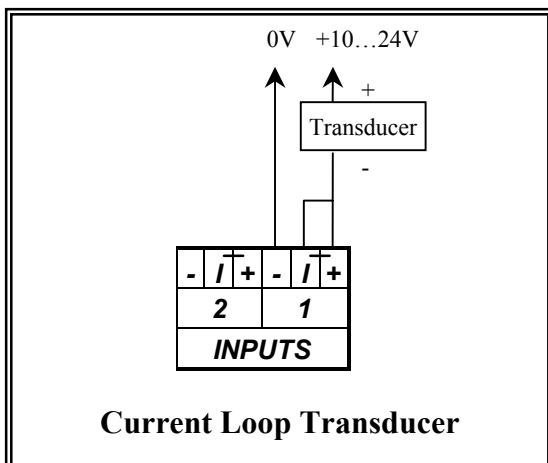 0V +10...24V
+
Transducer
-
- I + - I +
2 1
INPUTS
Current Loop Transducer